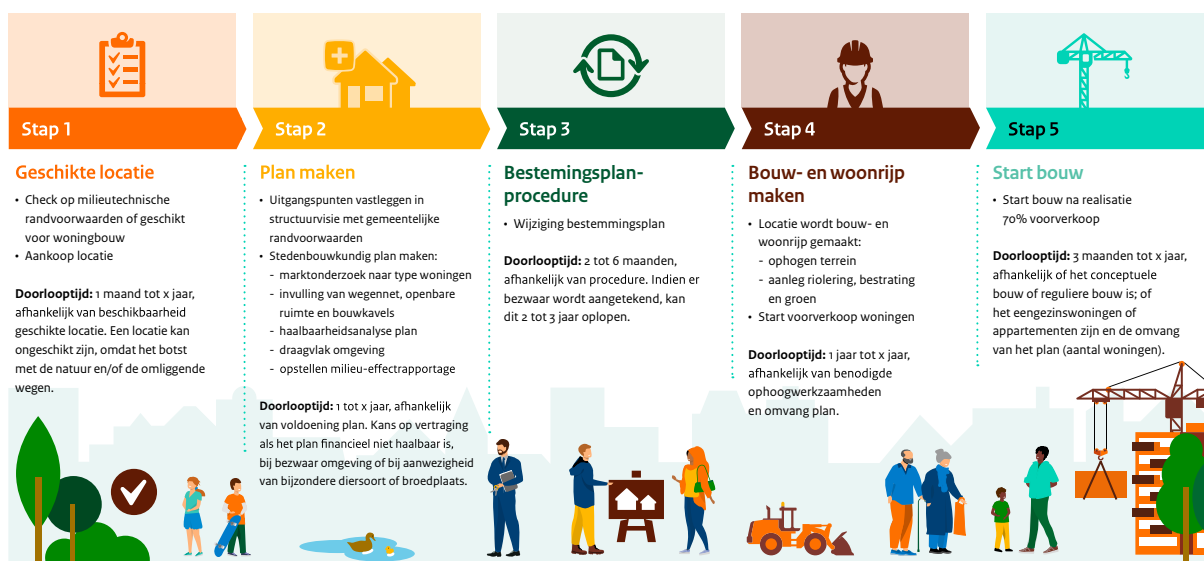 Stap 1
Geschikte locatie
• Check op milieutechnische
randvoorwaarden of geschikt
voor woningbouw
• Aankoop locatie
Doorlooptijd: 1 maand tot x jaar,
afhankelijk van beschikbaarheid
geschikte locatie. Een locatie kan
ongeschikt zijn, omdat het botst
met de natuur en/of de omliggende
wegen.
Stap 2
Plan maken
• Uitgangspunten vastleggen in
structuurvisie met gemeentelijke
randvoorwaarden
• Stedenbouwkundig plan maken:
- marktonderzoek naar type woningen
- invulling van wegennet, openbare
ruimte en bouwkavels
- haalbaarheidsanalyse plan
- draagvlak omgeving
- opstellen milieu-effectrapportage
Doorlooptijd: 1 tot x jaar, afhankelijk
van voldoening plan. Kans op vertraging
als het plan financieel niet haalbaar is,
bij bezwaar omgeving of bij aanwezigheid
van bijzondere diersoort of broedplaats.
Stap 3
Bestemingsplan-
procedure
• Wijziging bestemmingsplan
Doorlooptijd: 2 tot 6 maanden,
afhankelijk van procedure. Indien er
bezwaar wordt aangetekend, kan
dit 2 tot 3 jaar oplopen.
Stap 4
Bouw- en woonrijp
maken
• Locatie wordt bouw- en
woonrijp gemaakt:
- ophogen terrein
- aanleg riolering, bestrating
en groen
• Start voorverkoop woningen
Doorlooptijd: 1 jaar tot x jaar,
afhankelijk van benodigde
ophoogwerkzaamheden
en omvang plan.
Stap 5
Start bouw
• Start bouw na realisatie
70% voorverkoop
Doorlooptijd: 3 maanden tot x jaar,
afhankelijk of het conceptuele
bouw of reguliere bouw is; of
het eengezinswoningen of
appartementen zijn en de omvang
van het plan (aantal woningen).